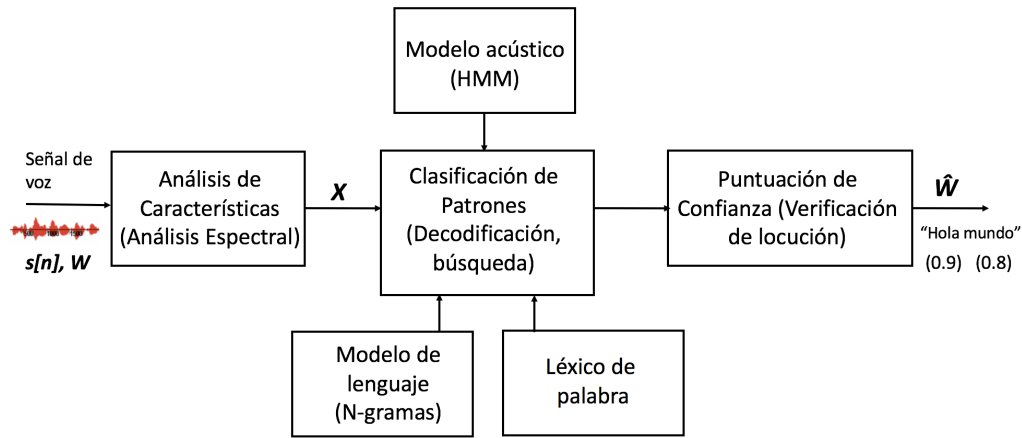 Modelo acústico
(HMM)
Señal de
voz
s[n], W
Análisis de
Características
(Análisis Espectral)
X
Clasificación de
Patrones
(Decodificación,
búsqueda)
Puntuación de
Confianza (Verificación
de locución)
Ŵ
“Hola mundo”
(0.9) (0.8)
Modelo de
lenguaje
(N-gramas)
Léxico de
palabra